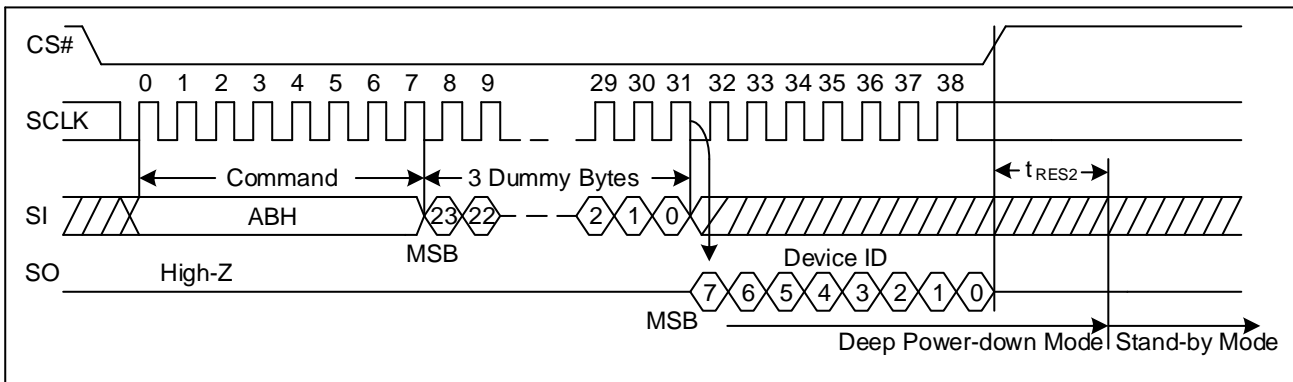 CS#
0 1 2 3 4 5 6 7 8 9 29 30 31 32 33 34 35 36 37 38
SCLK
Command 3 Dummy Bytes tRES2
SI ABH 23 22 2 1 0
MSB
SO High-Z Device ID
7 6 5 4 3 2 1 0
MSB
Deep Power-down Mode Stand-by Mode